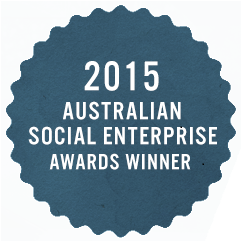 2015
AUSTRALIAN
SOCIAL ENTERPRISE
AWARDS WINNER